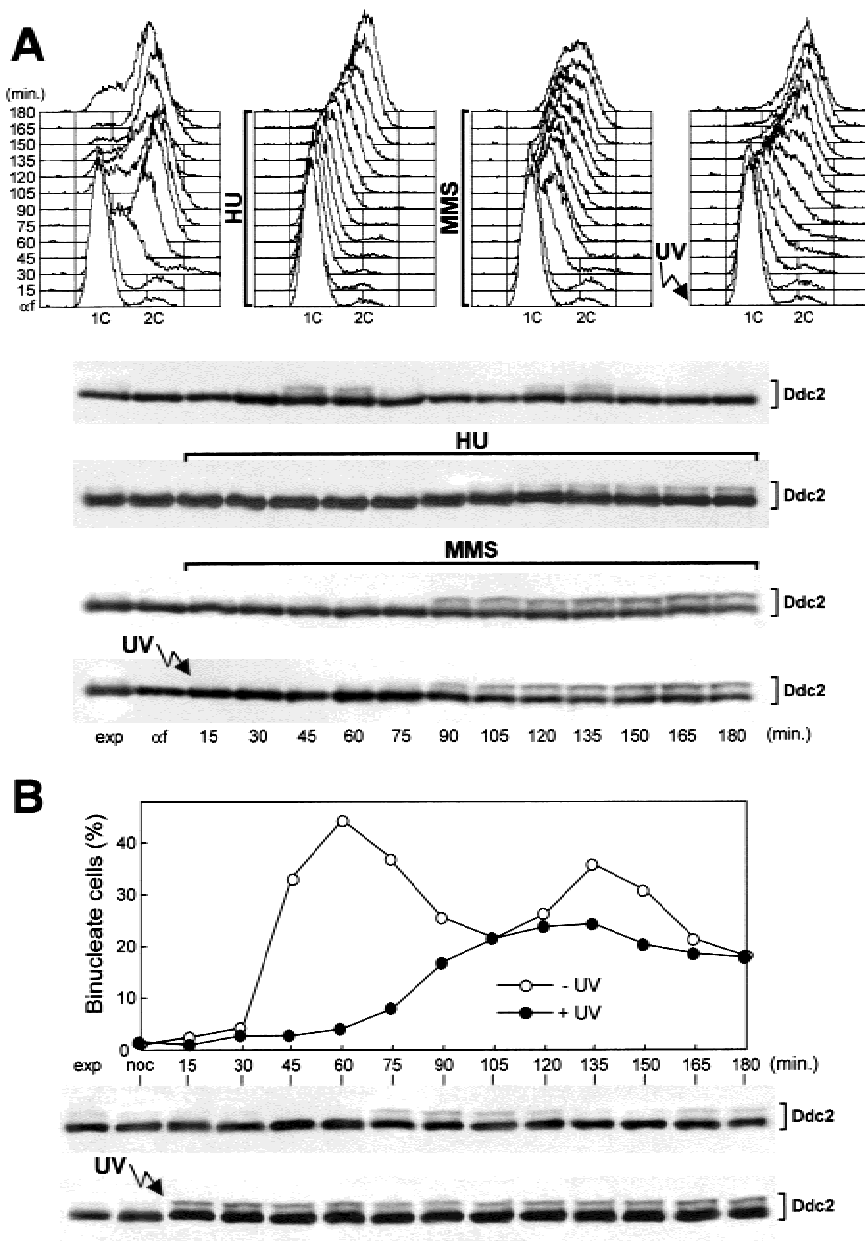 A
(min.)
180
165
150
135
120
105
90
75
60
45
30
15
αf
HU
MMS
UV
1C 2C 1C 2C 1C 2C 1C 2C
Ddc2
HU
Ddc2
MMS
Ddc2
UV
Ddc2
exp αf 15 30 45 60 75 90 105 120 135 150 165 180 (min.)
B
Binucleate cells (%)
40
30
20
10
0
- UV
+ UV
exp noc 15 30 45 60 75 90 105 120 135 150 165 180 (min.)
Ddc2
UV
Ddc2